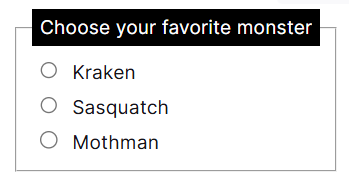 Choose your favorite monster
Kraken
Sasquatch
Mothman